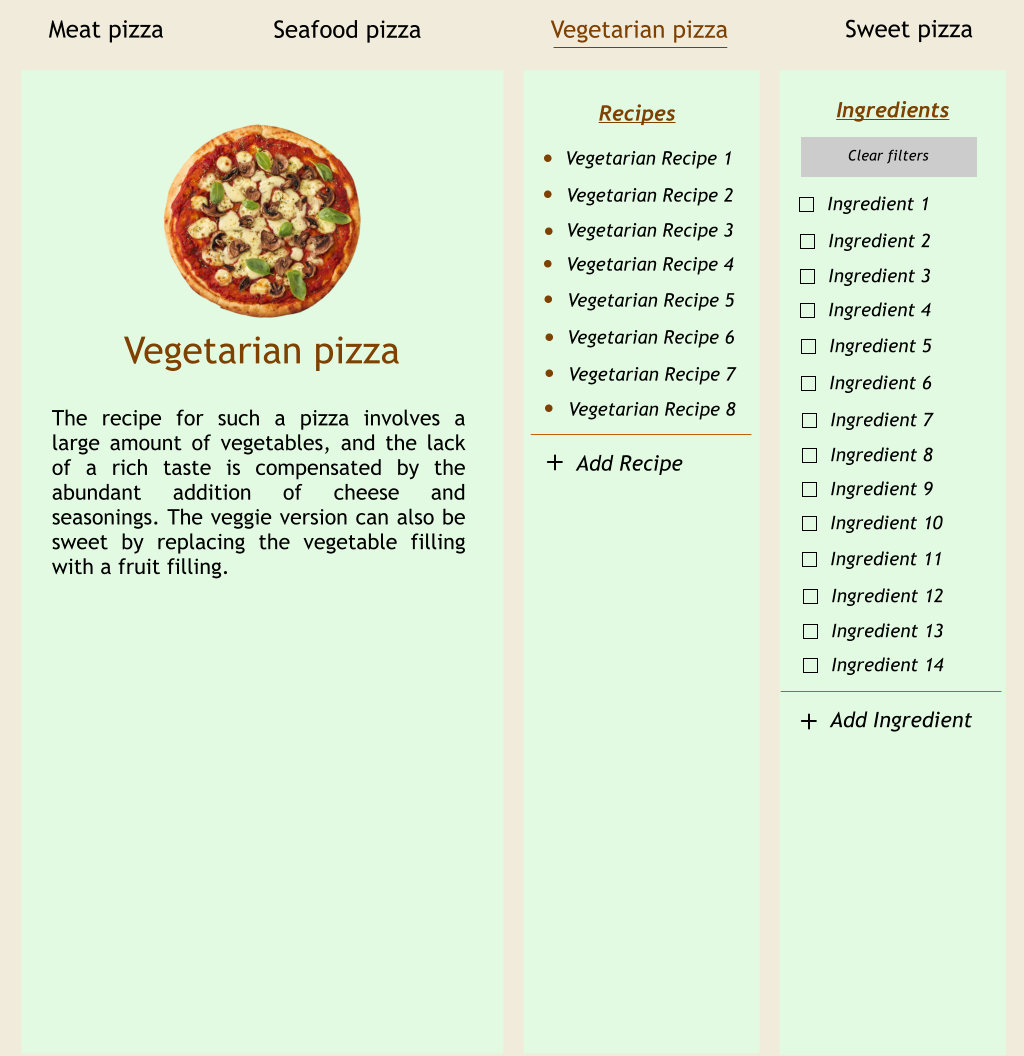 Meat pizza
Seafood pizza
Vegetarian pizza
Sweet pizza
Vegetarian pizza
The recipe for such a pizza involves a
large amount of vegetables, and the lack
of a rich taste is compensated by the
abundant addition of cheese and
seasonings. The veggie version can also be
sweet by replacing the vegetable filling
with a fruit filling.
Recipes
Vegetarian Recipe 1
Vegetarian Recipe 2
Vegetarian Recipe 3
Vegetarian Recipe 4
Vegetarian Recipe 5
Vegetarian Recipe 6
Vegetarian Recipe 7
Vegetarian Recipe 8
+ Add Recipe
Ingredients
Clear filters
Ingredient 1
Ingredient 2
Ingredient 3
Ingredient 4
Ingredient 5
Ingredient 6
Ingredient 7
Ingredient 8
Ingredient 9
Ingredient 10
Ingredient 11
Ingredient 12
Ingredient 13
Ingredient 14
+ Add Ingredient